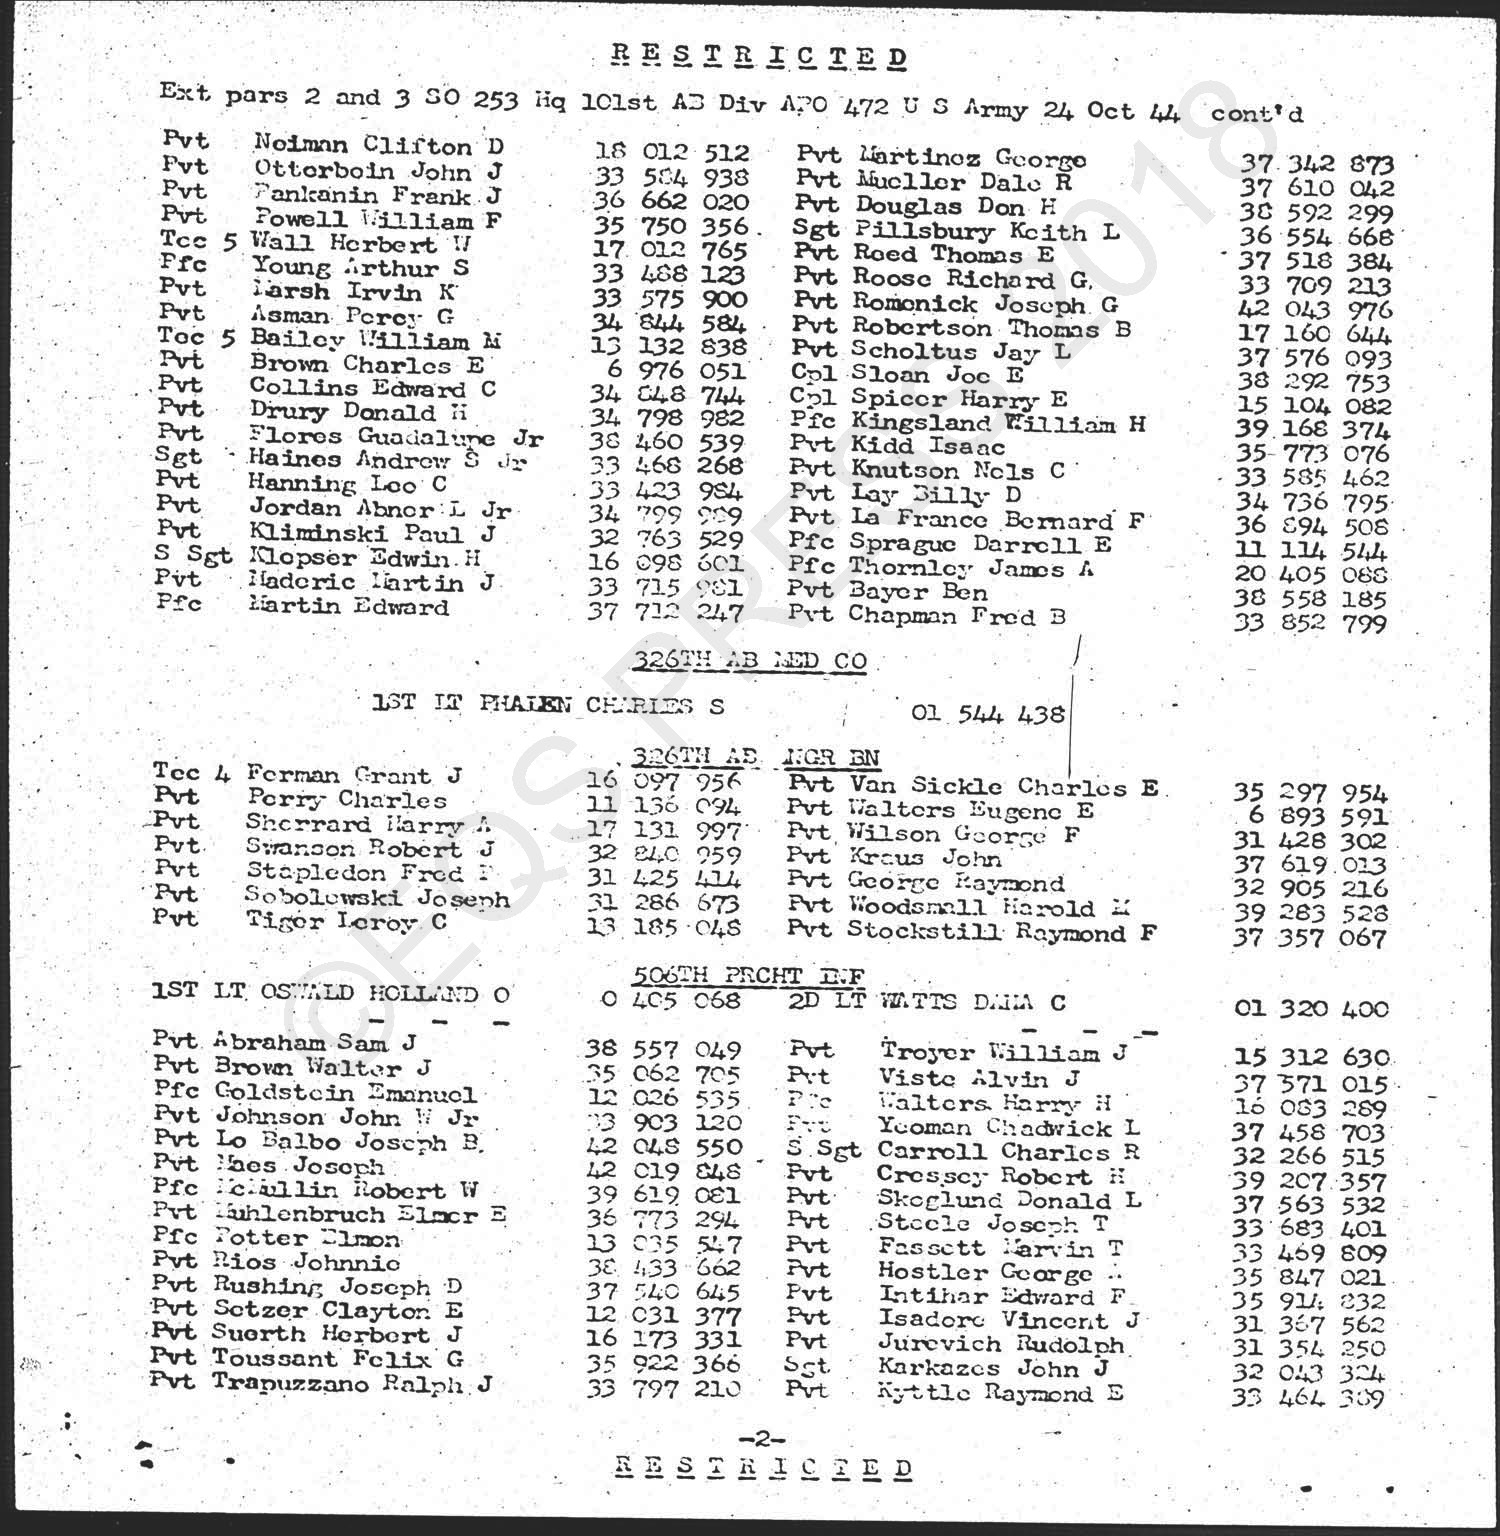 RESTRICTED
Ext pars 2 and 3 SO 253 Hq 101st AB Div APO 472 U S Army 24 Oct 44 cont'd
Pvt Neiman Clifton D 18 012 512 Pvt Martinez George 37 342 873
Pvt Otterbein John J 33 584 938 Pvt Mueller Dale R 37 610 042
Pvt Pankanin Frank J 36 662 020 Pvt Douglas Don H 38 592 299
Pvt Powell William F 35 750 356 Sgt Pillsbury Keith L 36 554 668
Tec 5 Wall Herbert W 17 012 765 Pvt Reed Thomas E 37 518 384
Pfc Young Arthur S 33 488 123 Pvt Roose Richard G. 33 709 213
Pvt Marsh Irvin K 33 575 900 Pvt Romenick Joseph G 42 043 976
Pvt Asman Percy G 34 844 584 Pvt Robertson Thomas B 17 160 644
Tec 5 Bailey William M 13 132 838 Pvt Scholtus Jay L 37 576 093
Pvt Brown Charles E 6 976 051 Cpl Sloan Joe E 38 292 753
Pvt Collins Edward C 34 848 744 Cpl Spicer Harry E 15 104 082
Pvt Drury Donald H 34 798 982 Pfc Kingsland William H 39 168 374
Pvt Flores Guadalupe Jr 38 460 539 Pvt Kidd Isaac 35 773 076
Sgt Haines Andrew S Jr 33 468 268 Pvt Knutson Nels C 33 585 462
Pvt Hanning Leo C 33 423 984 Pvt Lay Billy D 34 736 795
Pvt Jordan Abner L Jr 34 799 989 Pvt La France Bernard F 36 894 508
Pvt Kliminski Paul J 32 763 529 Pfc Sprague Darrell E 11 114 544
S Sgt Klopser Edwin H 16 098 601 Pfc Thornley James A 20 405 088
Pvt Maderic Martin J 33 715 981 Pvt Bayer Ben 38 558 185
Pfc Martin Edward 37 712 247 Pvt Chapman Fred B 33 852 799
326TH AB MED CO
1ST LT PHALEN CHARLES S 01 544 438
326TH AB NGR BN
Tec 4 Ferman Grant J 16 097 956 Pvt Van Sickle Charles E 35 297 954
Pvt Perry Charles 11 136 094 Pvt Walters Eugene E 6 893 591
Pvt Sherrard Harry A 17 131 997 Pvt Wilson George F 31 428 302
Pvt Swanson Robert J 32 840 959 Pvt Kraus John 37 619 013
Pvt Stapledon Fred 31 425 414 Pvt George Raymond 32 905 216
Pvt Sobolewski Joseph 31 286 673 Pvt Woodsmall Harold M 39 283 528
Pvt Tiger Leroy C 13 185 048 Pvt Stockstill Raymond F 37 357 067
506TH PRCHT INF
1ST LT OSWALD HOLLAND O 0 405 068 2D LT WATTS DANA C 01 320 400
- - - - - -
Pvt Abraham Sam J 38 557 049 Pvt Troyer William J 15 312 630
Pvt Brown Walter J 35 062 705 Pvt Viste Alvin J 37 571 015
Pfc Goldstein Emanuel 12 026 535 Pfc Walters Harry H 16 083 289
Pvt Johnson John W Jr 33 903 120 Pvt Yeoman Chadwick L 37 458 703
Pvt Lo Balbo Joseph B. 42 048 550 S Sgt Carroll Charles R 32 266 515
Pvt Maes Joseph 42 019 848 Pvt Cressey Robert H 39 207 357
Pfc McMullin Robert W 39 619 081 Pvt Skoglund Donald L 37 563 532
Pvt Muhlenbruch Elmer E 36 773 294 Pvt Steele Joseph T 33 683 401
Pfc Potter Elmon 13 035 547 Pvt Fassett Marvin T 33 469 809
Pvt Rios Johnnie 38 433 662 Pvt Hostler George 35 847 021
Pvt Rushing Joseph D 37 540 645 Pvt Intihar Edward F 35 914 832
Pvt Setzer Clayton E 12 031 377 Pvt Isadore Vincent J 31 367 562
Pvt Suerth Herbert J 16 173 331 Pvt Jurevich Rudolph 31 354 250
Pvt Toussant Felix G 35 922 366 Sgt Karkazes John J 32 043 324
Pvt Trapuzzano Ralph J 33 797 210 Pvt Kyttle Raymond E 33 464 389
-2-
RESTRICTED
©EQS PRESS 2018